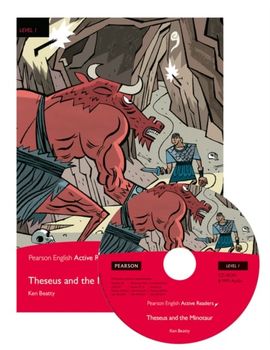 LEVEL 1
Pearson English Active Readers
Theseus and the
Ken Beatty
PEARSON
LEVEL 1
Pearson English Active Readers
Theseus and the Minotaur
Ken Beatty